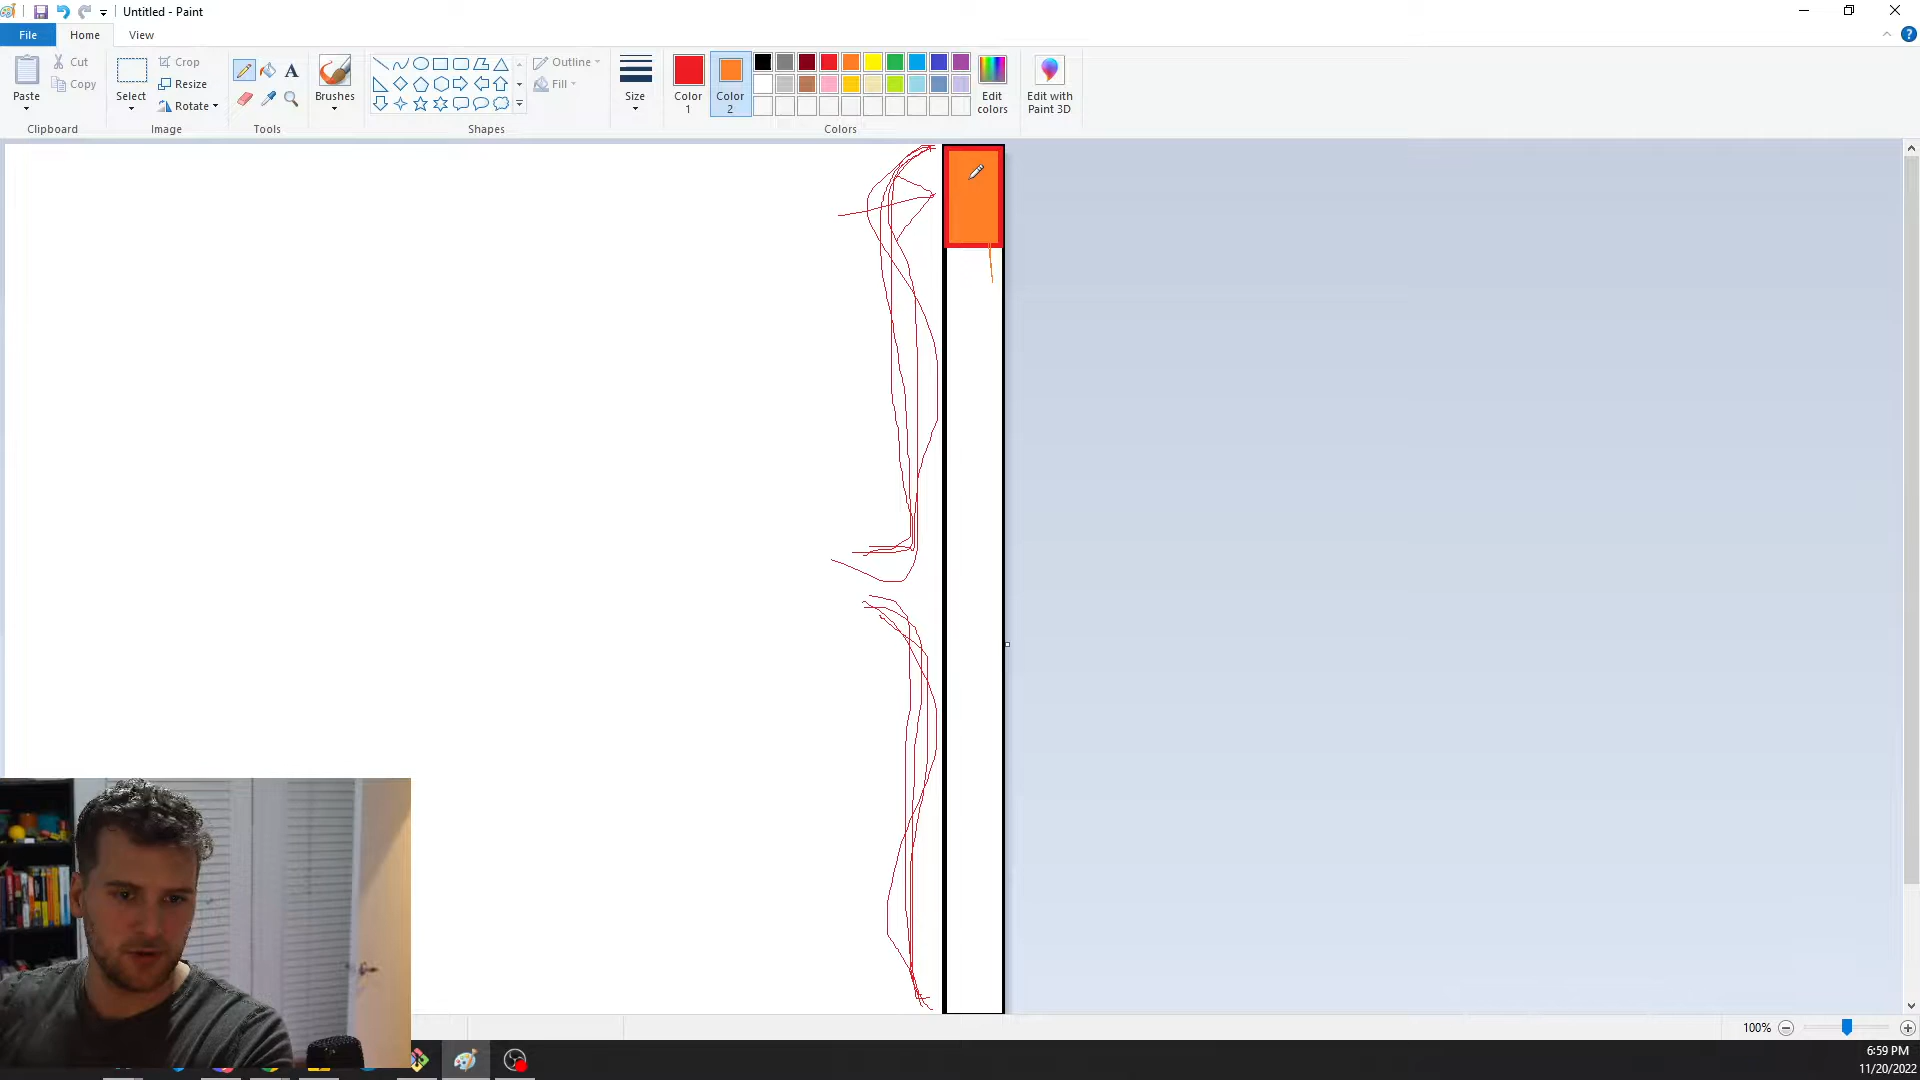 Untitled - Paint
File Home View
Paste
Cut
Copy
Clipboard
Select
Crop
Resize
Rotate
Image
Tools
Brushes
Shapes
Outline
Fill
Size
Color 1
Color 2
Colors
Edit colors
Edit with Paint 3D
100%
6:59 PM
11/20/2022